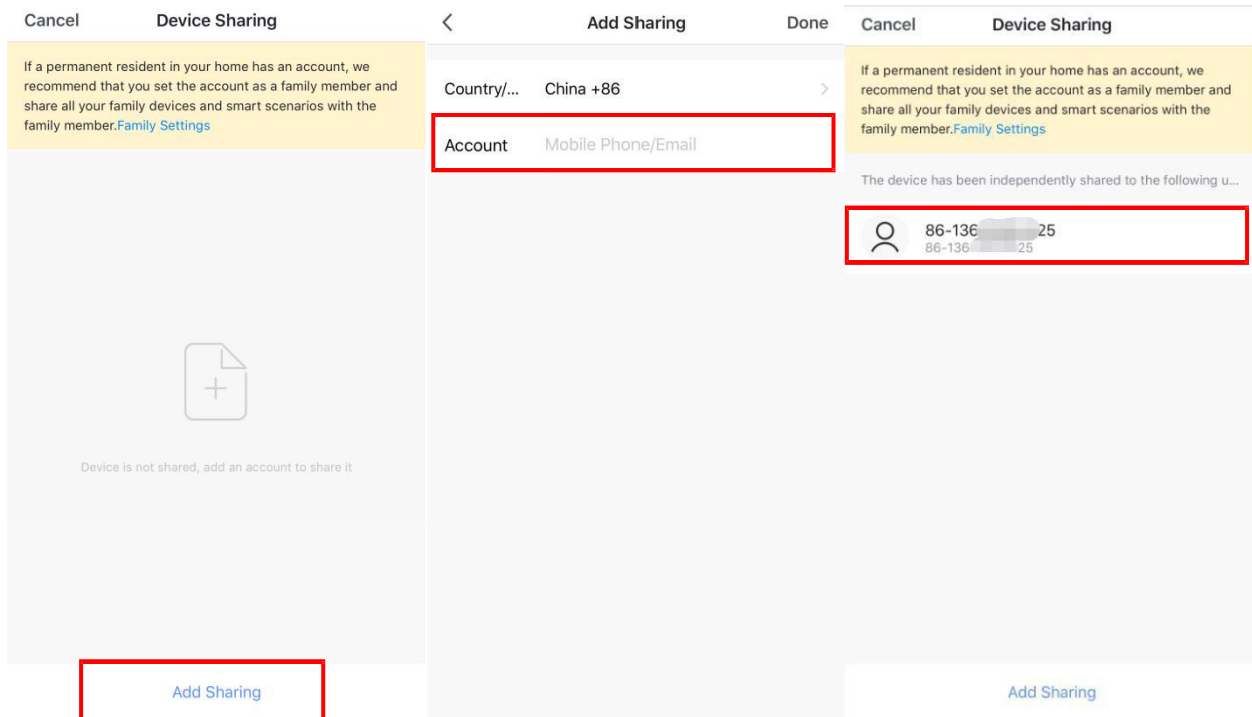 Cancel Device Sharing
If a permanent resident in your home has an account, we
recommend that you set the account as a family member and
share all your family devices and smart scenarios with the
family member.Family Settings
Device is not shared, add an account to share it
Add Sharing
Add Sharing Done
Country/... China +86
Account Mobile Phone/Email
Cancel Device Sharing
If a permanent resident in your home has an account, we
recommend that you set the account as a family member and
share all your family devices and smart scenarios with the
family member.Family Settings
The device has been independently shared to the following u...
86-136 25
86-136 25
Add Sharing